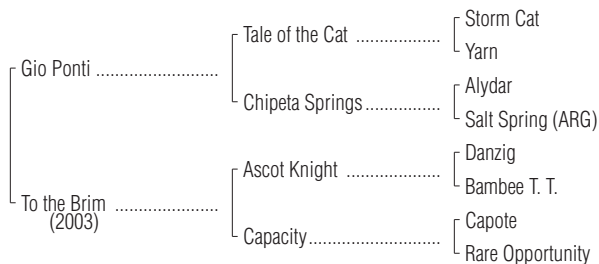 Storm Cat
Tale of the Cat ..................
Yarn
Gio Ponti ..........................
Alydar
Chipeta Springs ................
Salt Spring (ARG)
Danzig
Ascot Knight ....................
Bambee T. T.
To the Brim ......................
(2003)
Capote
Capacity ............................
Rare Opportunity